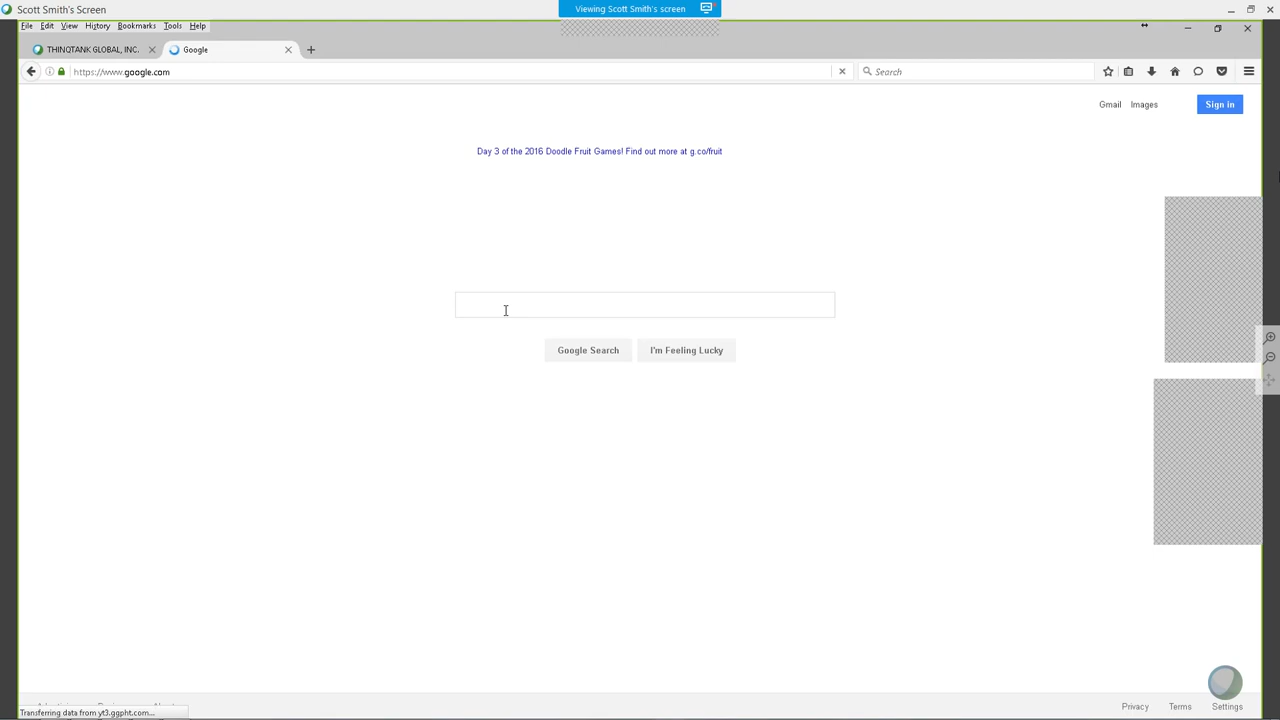 Scott Smith's Screen
Viewing Scott Smith's screen
File Edit View History Bookmarks Tools Help
THINQTANK GLOBAL, INC.
Google
https://www.google.com
Search
Gmail Images Sign in
Day 3 of the 2016 Doodle Fruit Games! Find out more at g.co/fruit
Google Search I'm Feeling Lucky
Privacy Terms Settings
Transferring data from yt3.ggpht.com...